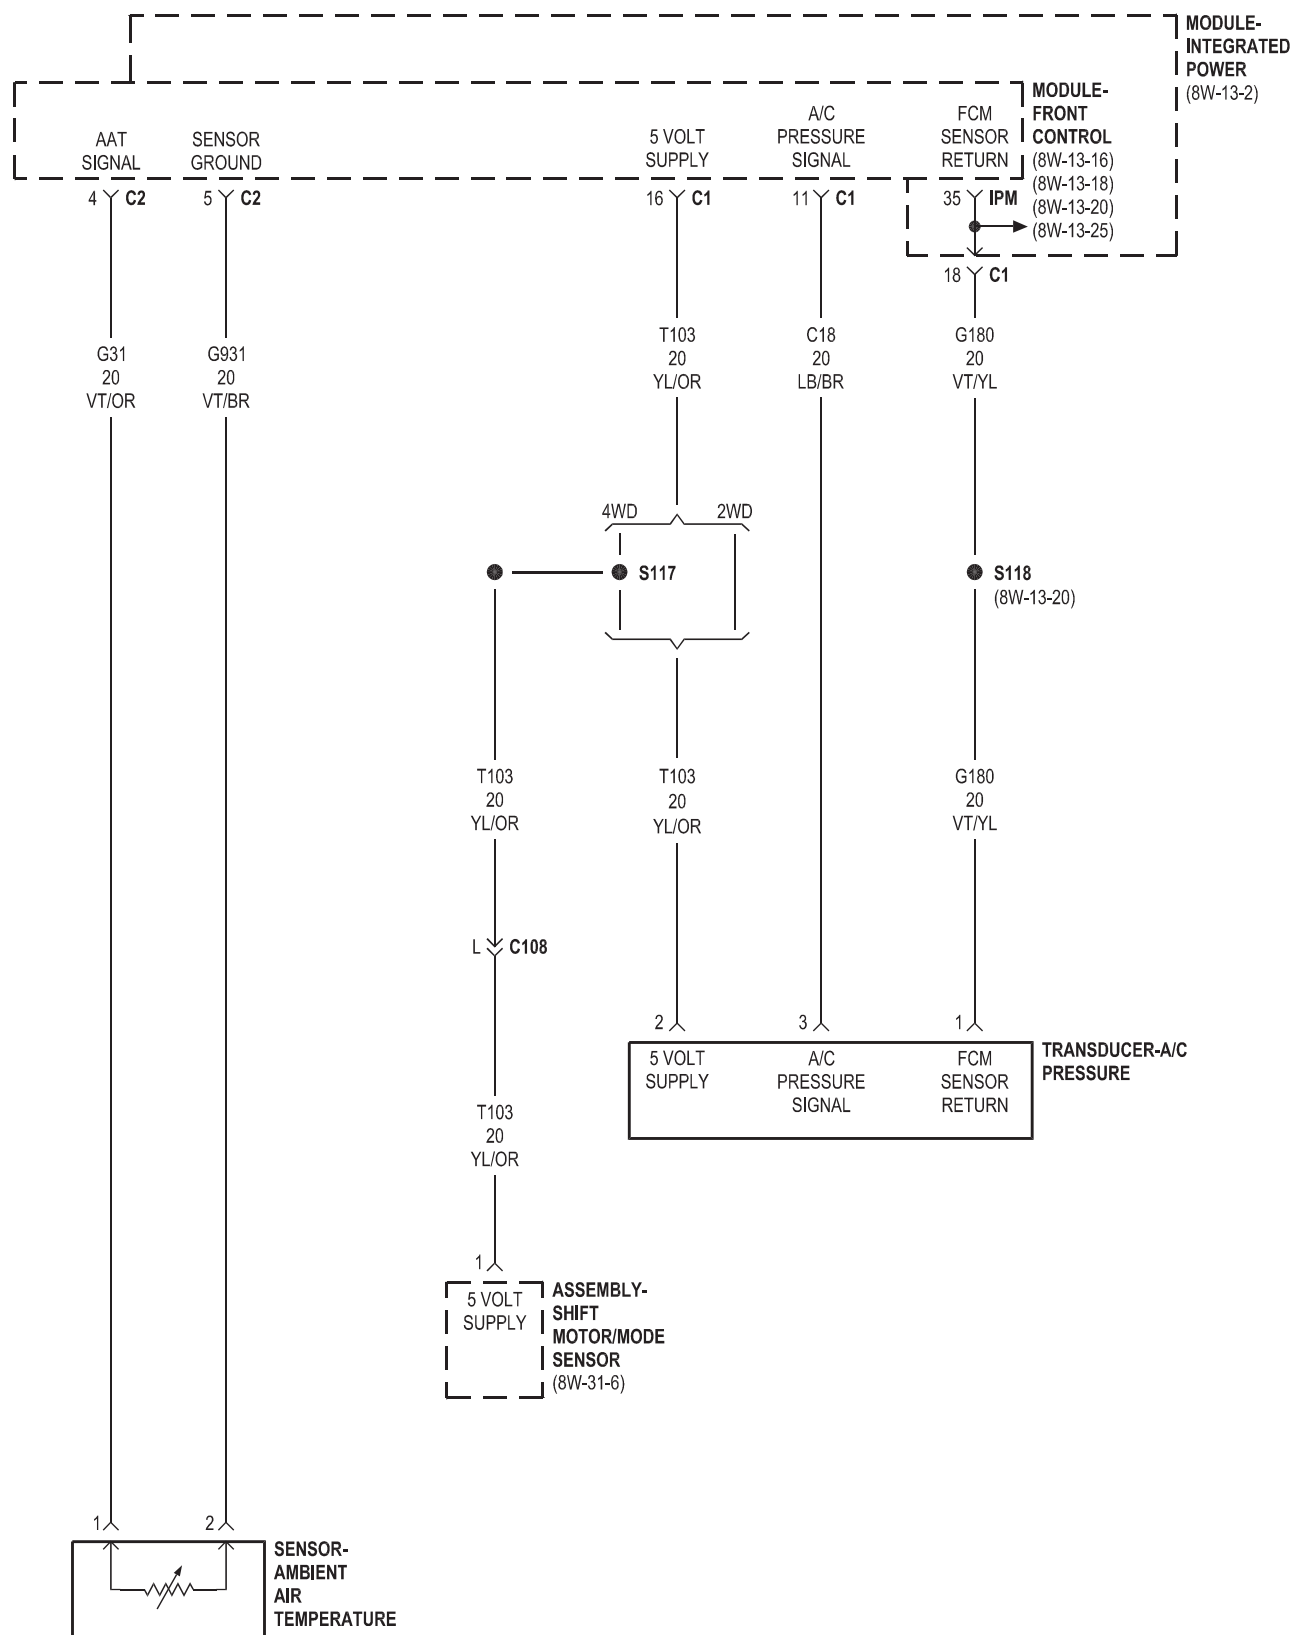 MODULE-
INTEGRATED
POWER
(8W-13-2)
MODULE-
FRONT
CONTROL
(8W-13-16)
(8W-13-18)
(8W-13-20)
(8W-13-25)
AAT
SIGNAL
SENSOR
GROUND
5 VOLT
SUPPLY
A/C
PRESSURE
SIGNAL
FCM
SENSOR
RETURN
4 C2
5 C2
16 C1
11 C1
35 IPM
18 C1
G31
20
VT/OR
G931
20
VT/BR
T103
20
YL/OR
C18
20
LB/BR
G180
20
VT/YL
4WD
2WD
S117
S118
(8W-13-20)
T103
20
YL/OR
T103
20
YL/OR
G180
20
VT/YL
L C108
2
3
1
5 VOLT
SUPPLY
A/C
PRESSURE
SIGNAL
FCM
SENSOR
RETURN
TRANSDUCER-A/C
PRESSURE
T103
20
YL/OR
1
5 VOLT
SUPPLY
ASSEMBLY-
SHIFT
MOTOR/MODE
SENSOR
(8W-31-6)
1
2
SENSOR-
AMBIENT
AIR
TEMPERATURE